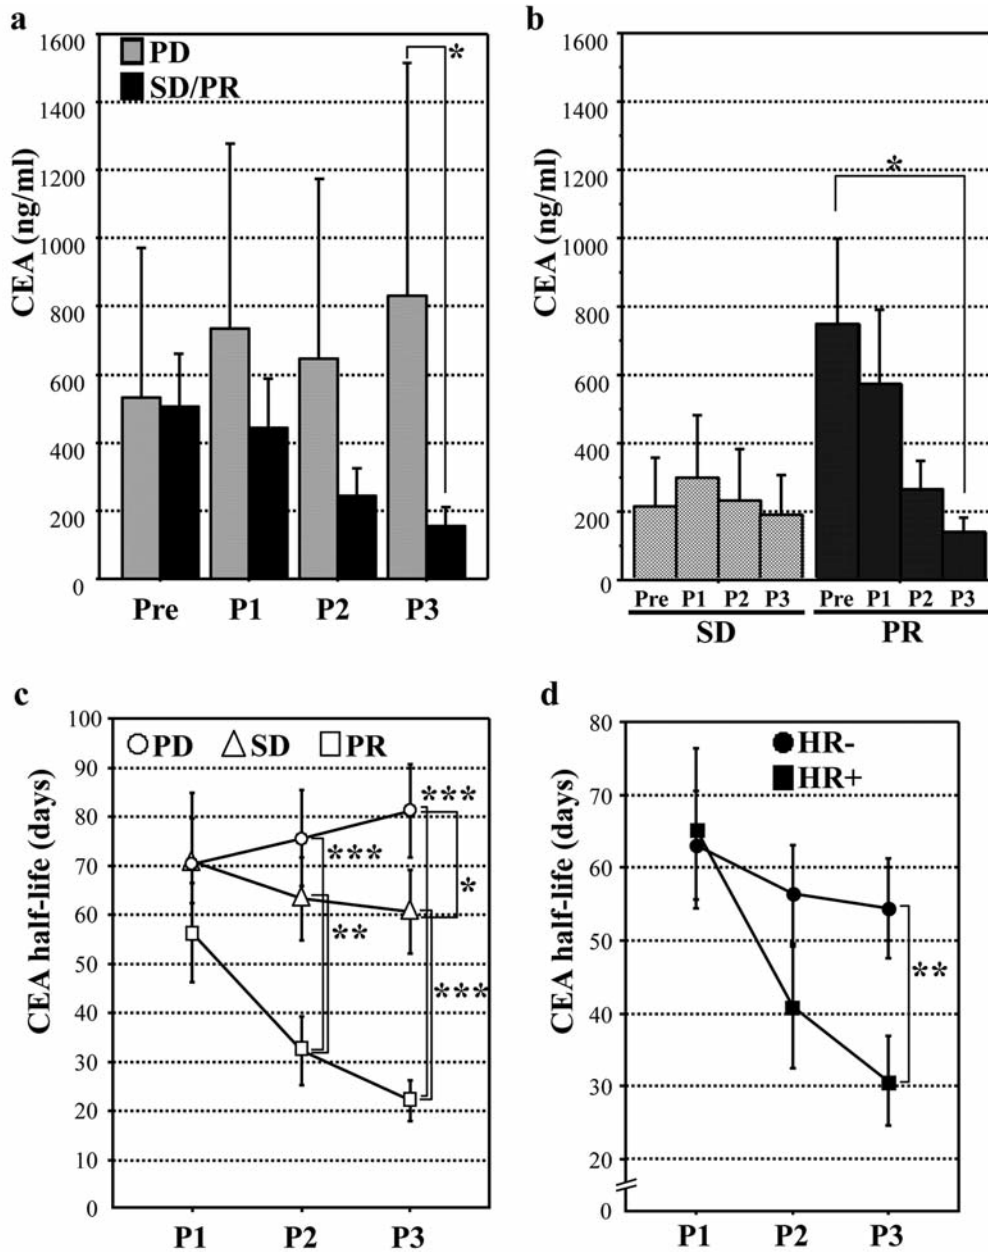 a
1600
1400
1200
1000
800
600
400
200
0
CEA (ng/ml)
PD
SD/PR
*
Pre P1 P2 P3
b
1600
1400
1200
1000
800
600
400
200
0
CEA (ng/ml)
*
Pre P1 P2 P3 Pre P1 P2 P3
SD PR
c
100
90
80
70
60
50
40
30
20
10
0
CEA half-life (days)
PD SD PR
***
***
*
**
***
P1 P2 P3
d
80
70
60
50
40
30
20
0
CEA half-life (days)
HR-
HR+
**
P1 P2 P3